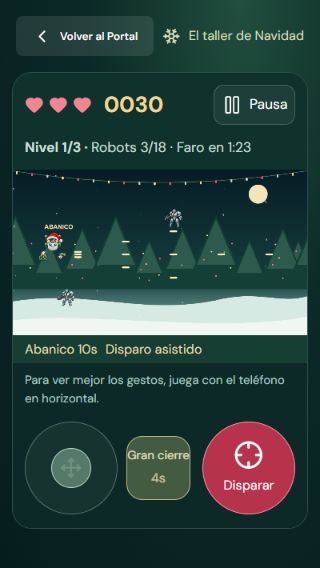 Volver al Portal
El taller de Navidad
0030
Pausa
Nivel 1/3 · Robots 3/18 · Faro en 1:23
ABANICO
Abanico 10s Disparo asistido
Para ver mejor los gestos, juega con el teléfono
en horizontal.
Gran cierre
4s
Disparar